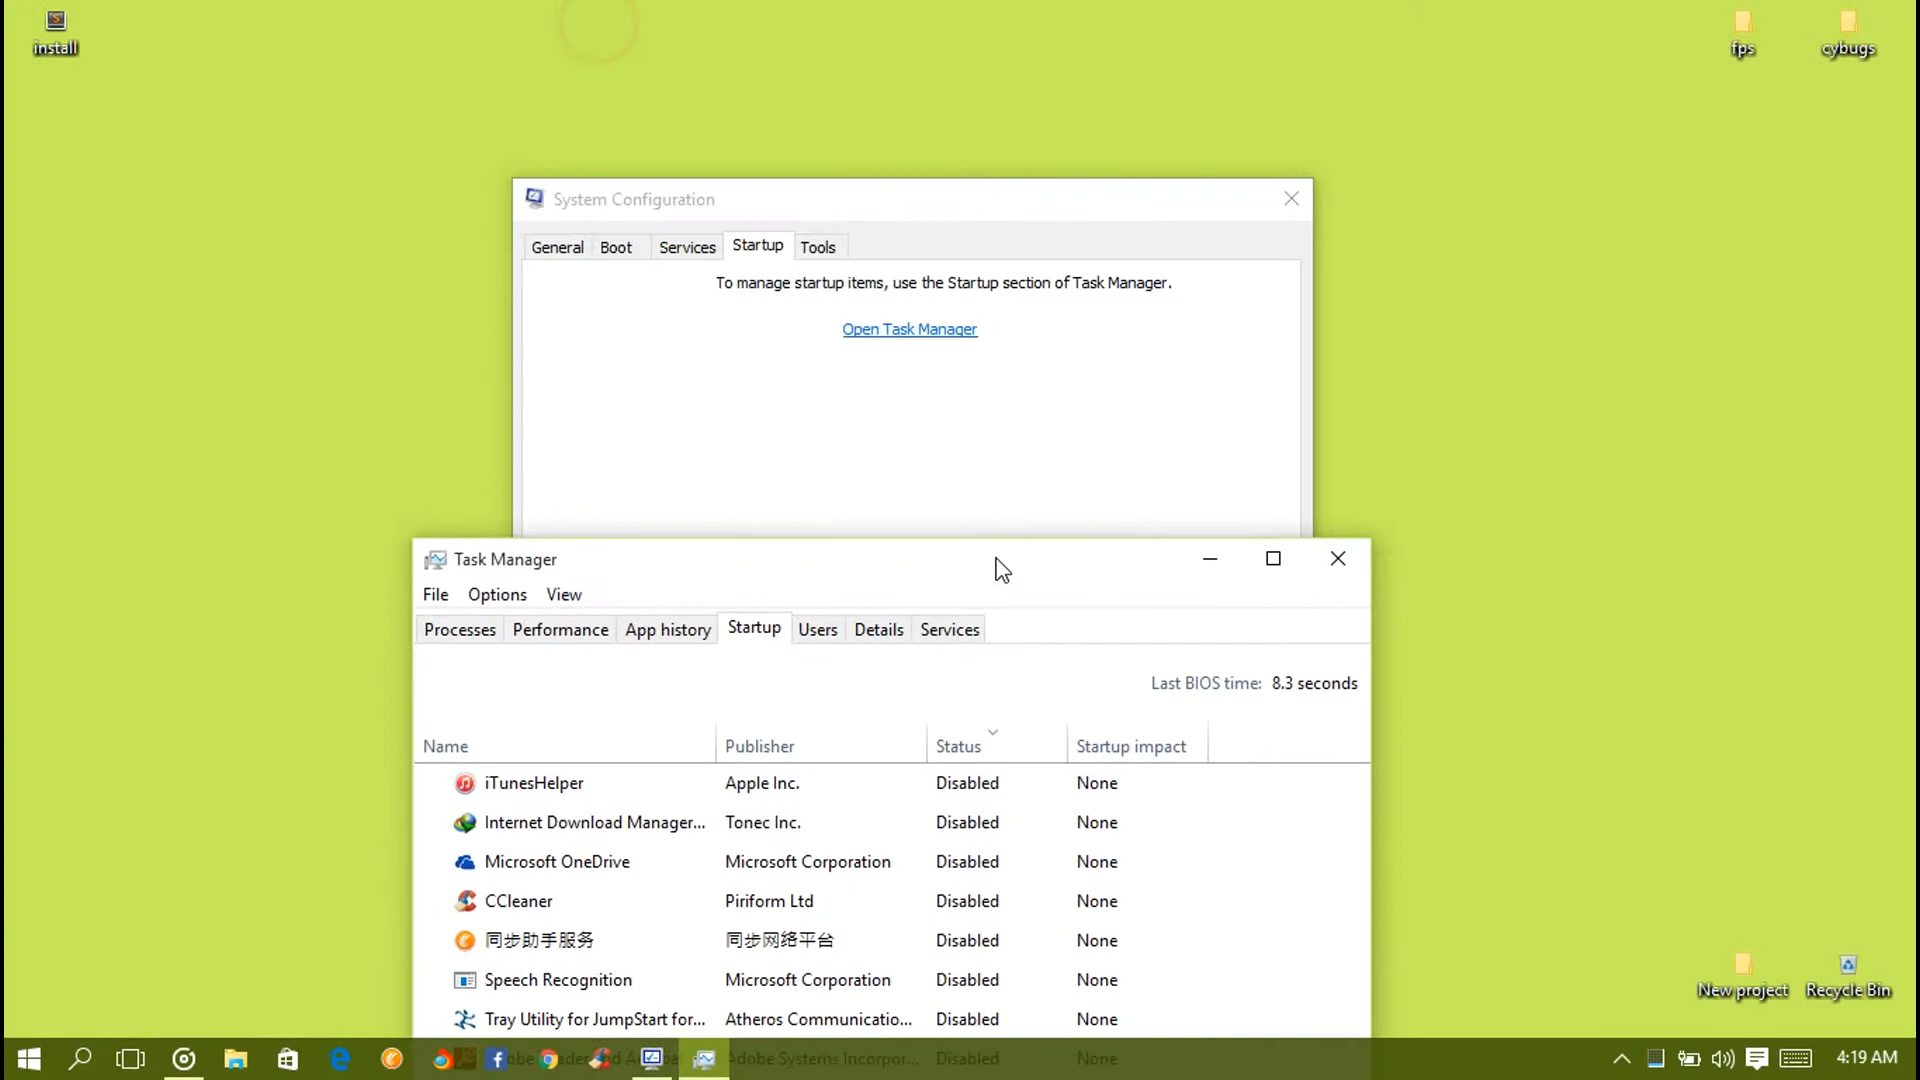 install
fps
cybugs
System Configuration
General Boot Services Startup Tools
To manage startup items, use the Startup section of Task Manager.
Open Task Manager
Task Manager
File Options View
Processes Performance App history Startup Users Details Services
Last BIOS time: 8.3 seconds
Name Publisher Status Startup impact
iTunesHelper Apple Inc. Disabled None
Internet Download Manager... Tonec Inc. Disabled None
Microsoft OneDrive Microsoft Corporation Disabled None
CCleaner Piriform Ltd Disabled None
同步助手服务 同步网络平台 Disabled None
Speech Recognition Microsoft Corporation Disabled None
Tray Utility for JumpStart for... Atheros Communicatio... Disabled None
New project
Recycle Bin
Adobe Systems Incorpor... Disabled None
4:19 AM